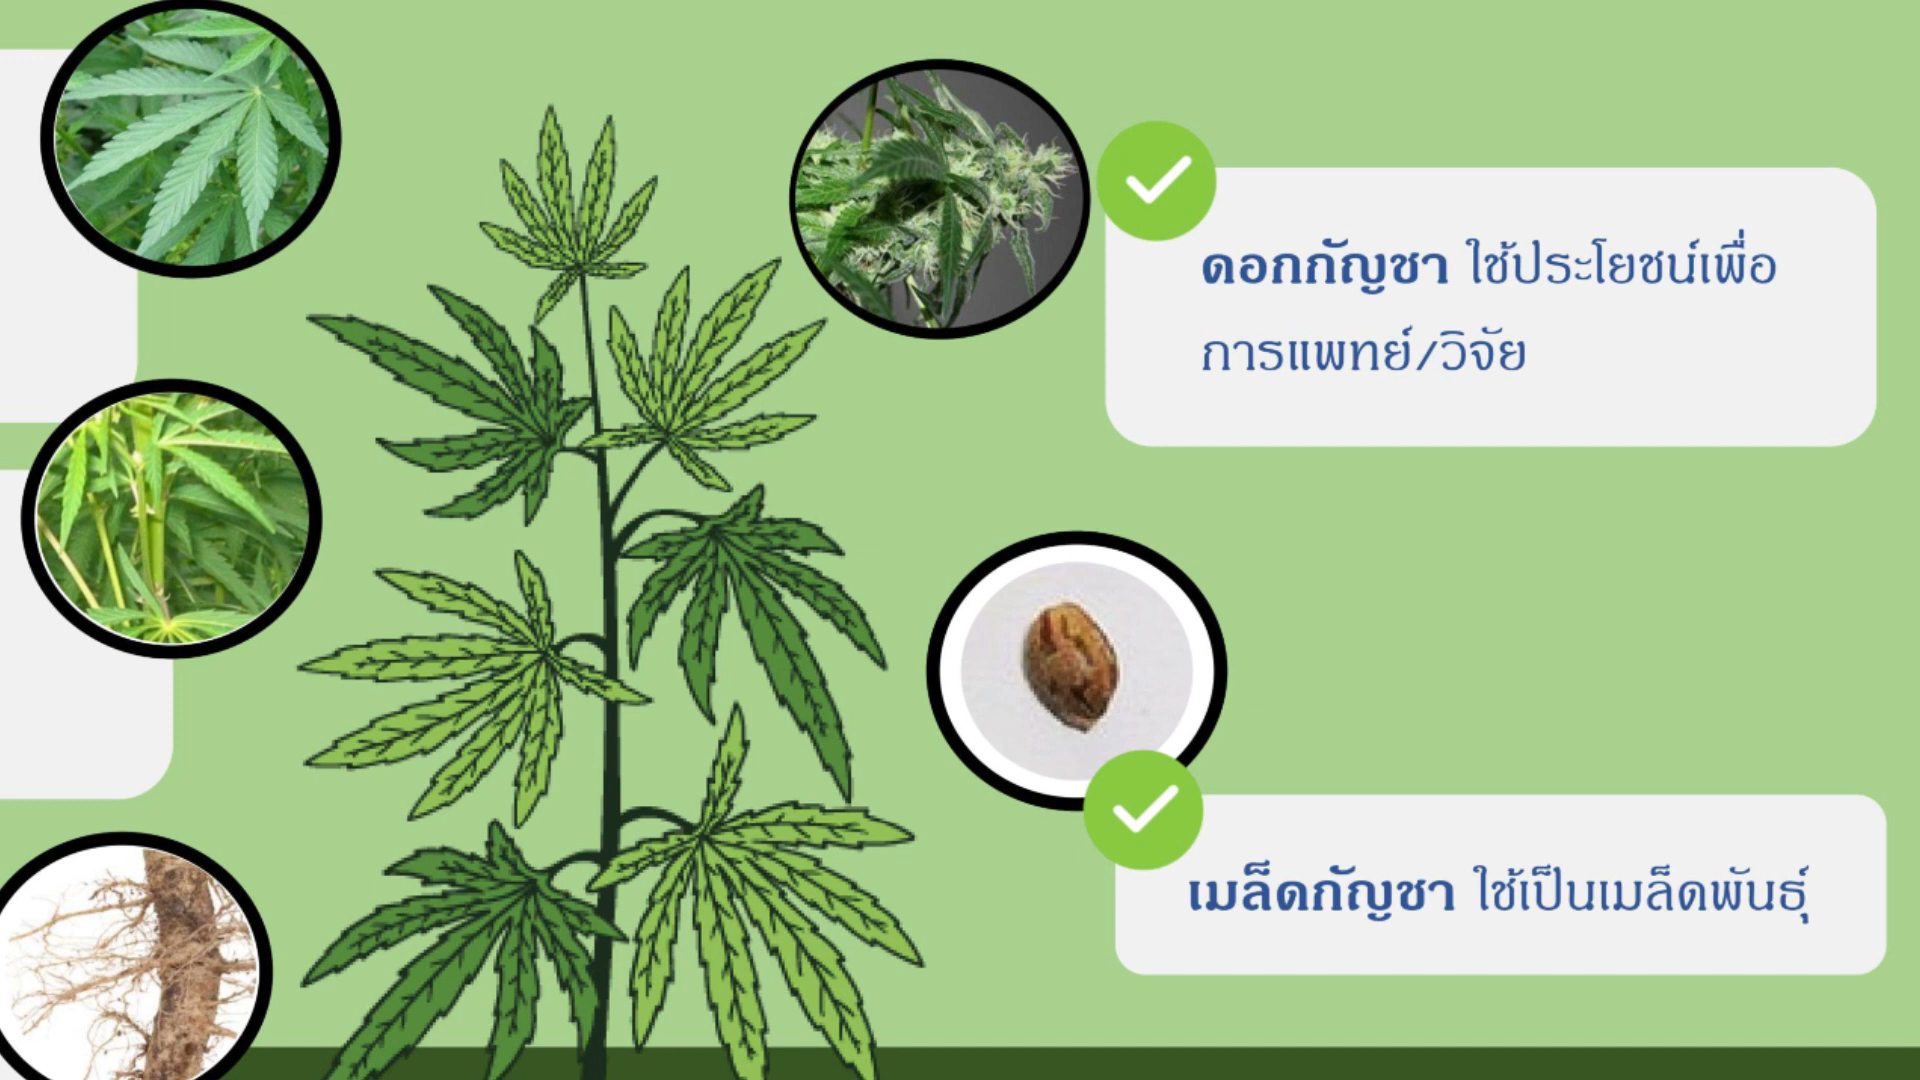 ดอกกัญชา ใช้ประโยชน์เพื่อ
การแพทย์/วิจัย
เมล็ดกัญชา ใช้เป็นเมล็ดพันธุ์